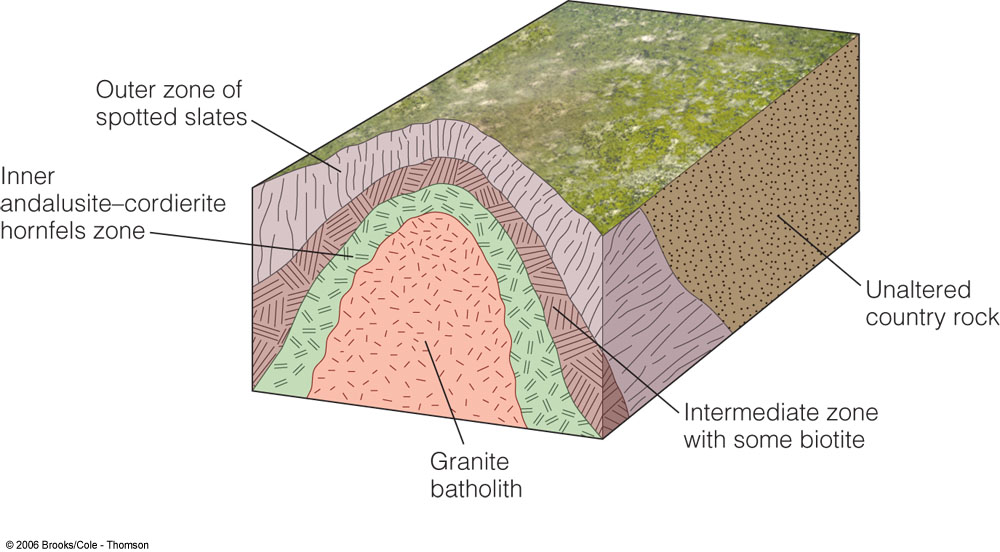 Outer zone of
spotted slates
Inner
andalusite–cordierite
hornfels zone
Unaltered
country rock
Intermediate zone
with some biotite
Granite
batholith
© 2006 Brooks/Cole - Thomson